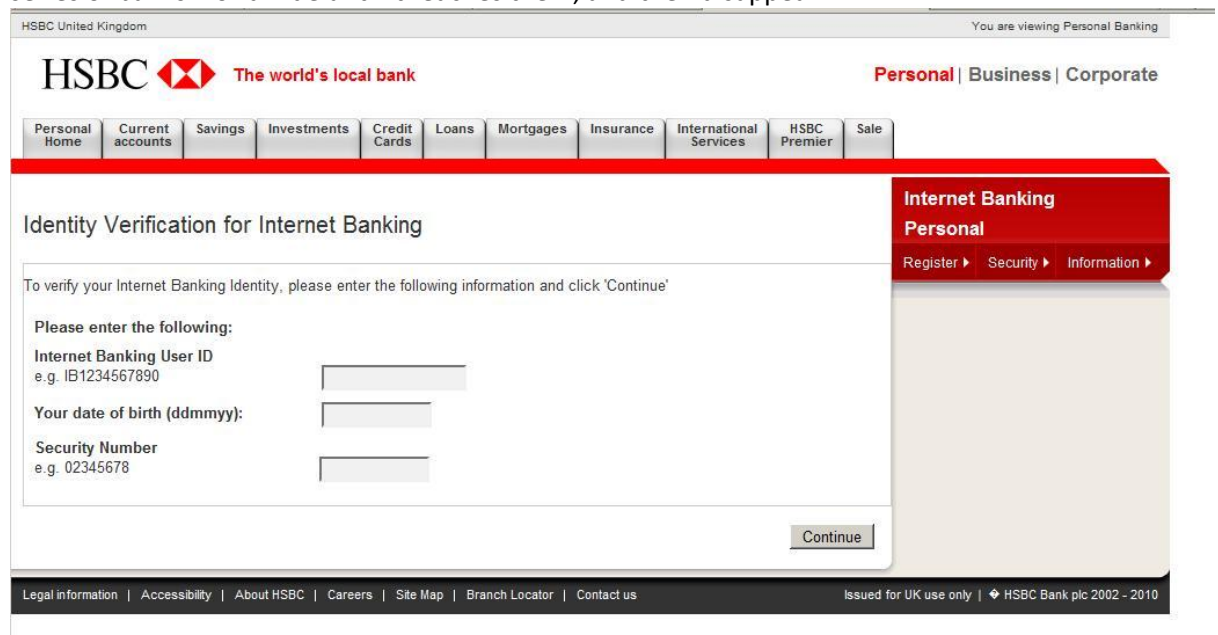 HSBC United Kingdom
You are viewing Personal Banking
HSBC The world's local bank
Personal | Business | Corporate
Personal Home
Current accounts
Savings
Investments
Credit Cards
Loans
Mortgages
Insurance
International Services
HSBC Premier
Sale
Internet Banking
Personal
Register Security Information
Identity Verification for Internet Banking
To verify your Internet Banking Identity, please enter the following information and click 'Continue'
Please enter the following:
Internet Banking User ID
e.g. IB1234567890
Your date of birth (ddmmyy):
Security Number
e.g. 02345678
Continue
Legal information | Accessibility | About HSBC | Careers | Site Map | Branch Locator | Contact us
Issued for UK use only | � HSBC Bank plc 2002 - 2010